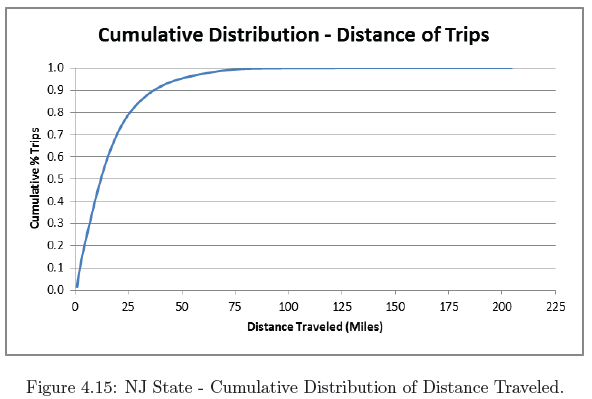 Cumulative Distribution - Distance of Trips
Cumulative % Trips
1.0
0.9
0.8
0.7
0.6
0.5
0.4
0.3
0.2
0.1
0.0
0 25 50 75 100 125 150 175 200 225
Distance Traveled (Miles)
Figure 4.15: NJ State - Cumulative Distribution of Distance Traveled.